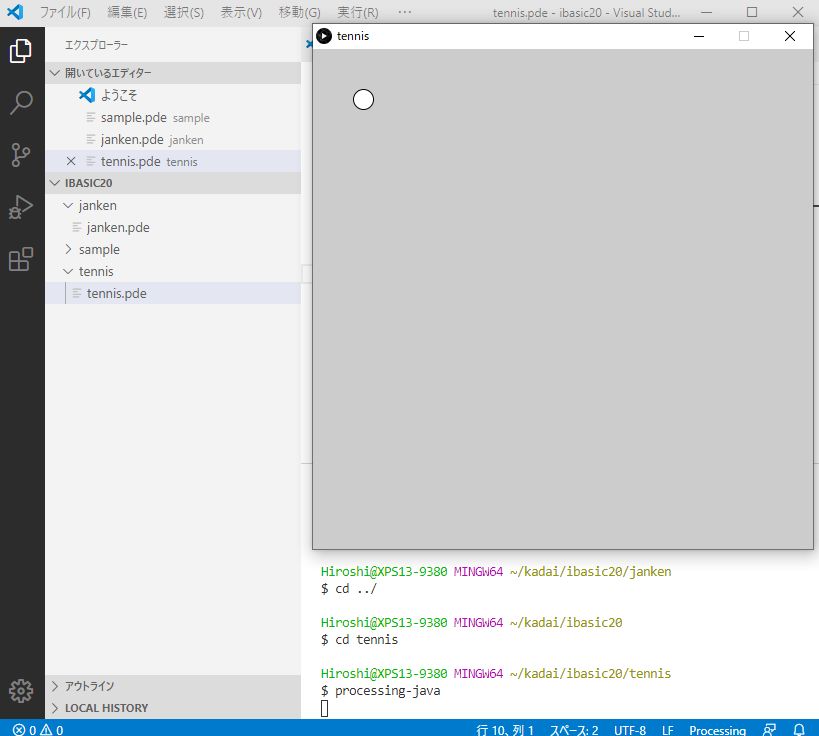 ファイル(F) 編集(E) 選択(S) 表示(V) 移動(G) 実行(R) ··· tennis.pde - ibasic20 - Visual Stud...
tennis
エクスプローラー
開いているエディター
ようこそ
sample.pde sample
janken.pde janken
tennis.pde tennis
IBASIC20
janken
janken.pde
sample
tennis
tennis.pde
Hiroshi@XPS13-9380 MINGW64 ~/kadai/ibasic20/janken
$ cd ../
Hiroshi@XPS13-9380 MINGW64 ~/kadai/ibasic20
$ cd tennis
Hiroshi@XPS13-9380 MINGW64 ~/kadai/ibasic20/tennis
$ processing-java
アウトライン
LOCAL HISTORY
0 0 行 10、列 1 スペース: 2 UTF-8 LF Processing